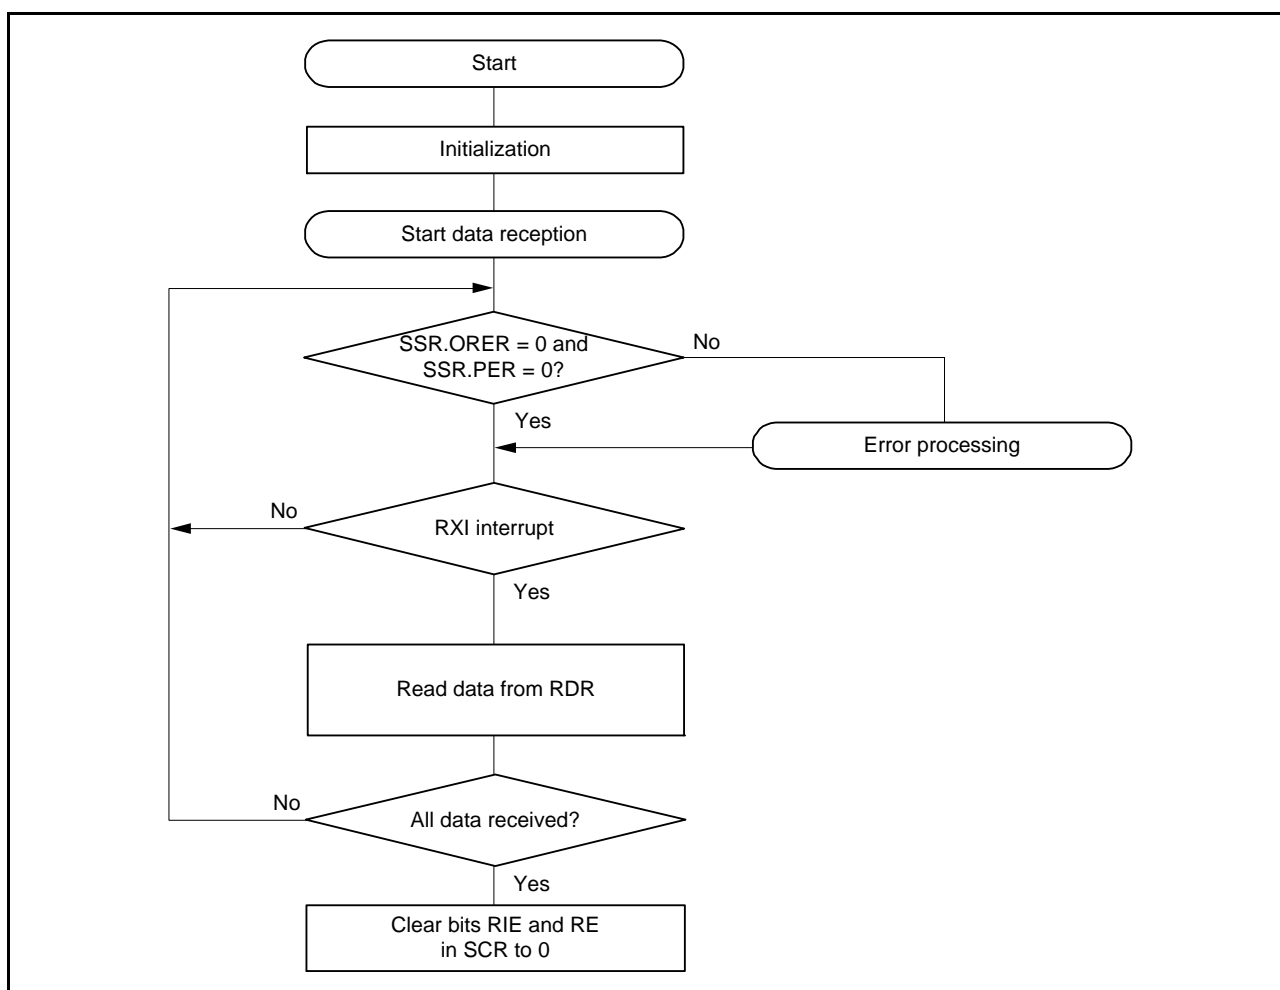 Start
Initialization
Start data reception
SSR.ORER = 0 and
SSR.PER = 0?
No
Yes
Error processing
No
RXI interrupt
Yes
Read data from RDR
No
All data received?
Yes
Clear bits RIE and RE
in SCR to 0